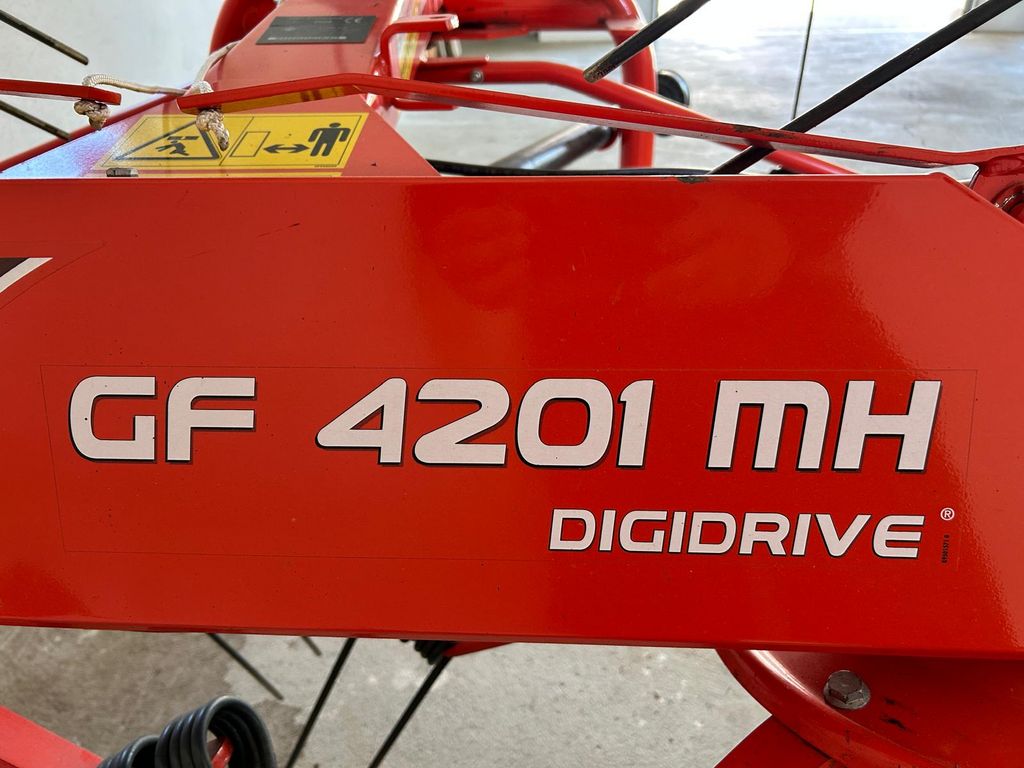 GF 4201 MH
DIGIDRIVE ®